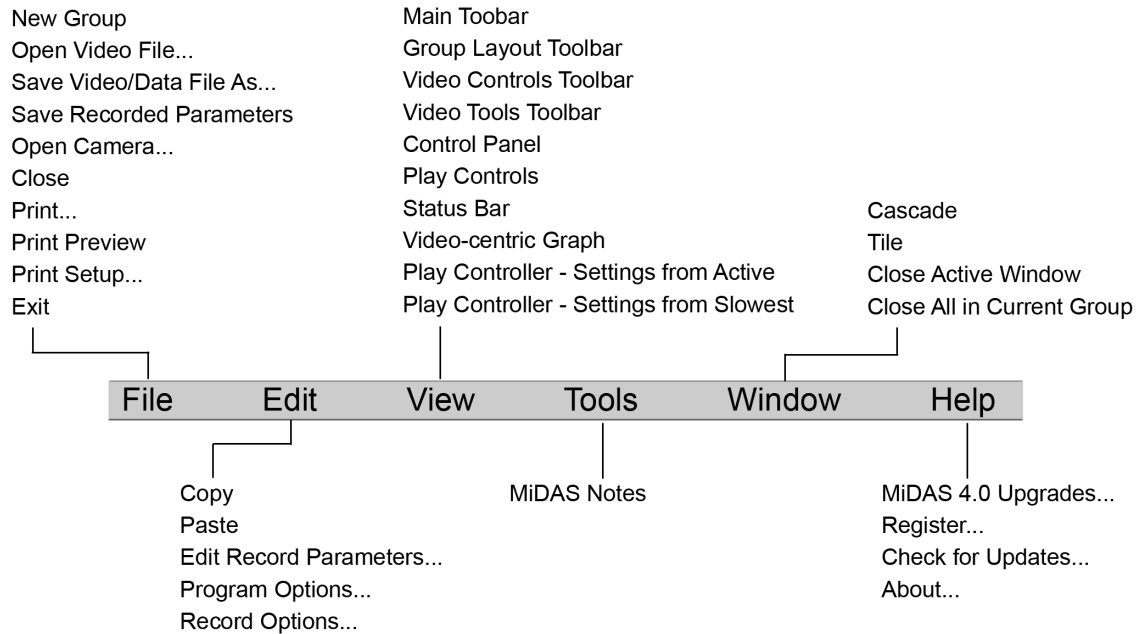 New Group
Open Video File...
Save Video/Data File As...
Save Recorded Parameters
Open Camera...
Close
Print...
Print Preview
Print Setup...
Exit
Main Toobar
Group Layout Toolbar
Video Controls Toolbar
Video Tools Toolbar
Control Panel
Play Controls
Status Bar
Video-centric Graph
Play Controller - Settings from Active
Play Controller - Settings from Slowest
Cascade
Tile
Close Active Window
Close All in Current Group
File Edit View Tools Window Help
Copy
Paste
Edit Record Parameters...
Program Options...
Record Options...
MiDAS Notes
MiDAS 4.0 Upgrades...
Register...
Check for Updates...
About...